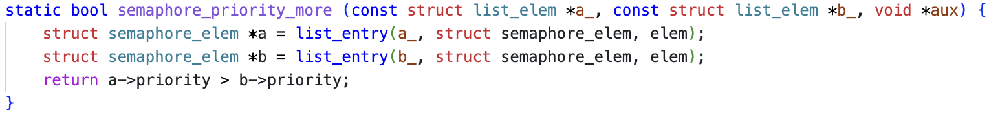 static bool semaphore_priority_more (const struct list_elem *a_, const struct list_elem *b_, void *aux) {
    struct semaphore_elem *a = list_entry(a_, struct semaphore_elem, elem);
    struct semaphore_elem *b = list_entry(b_, struct semaphore_elem, elem);
    return a->priority > b->priority;
}